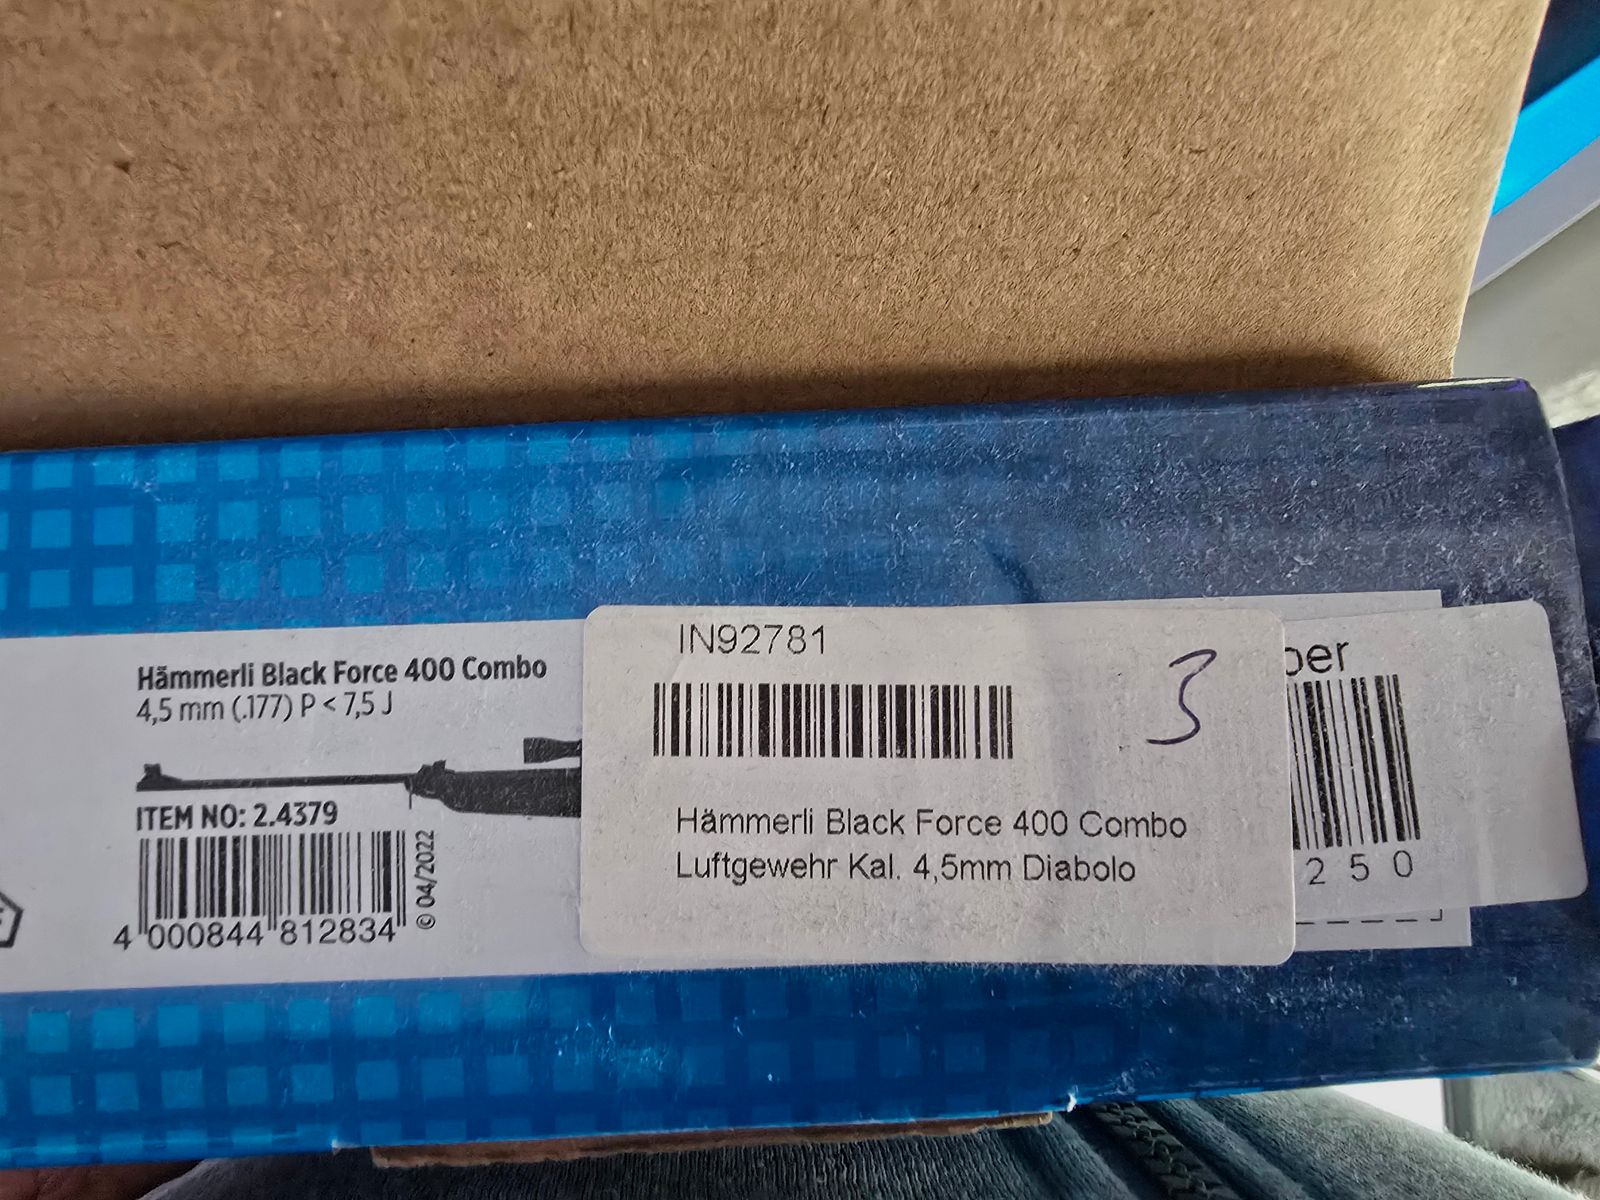 Hämmerli Black Force 400 Combo
4,5 mm (.177) P < 7,5 J
ITEM NO: 2.4379
4 000844 812834
© 04/2022
IN92781
3
Hämmerli Black Force 400 Combo
Luftgewehr Kal. 4,5mm Diabolo
ber
250